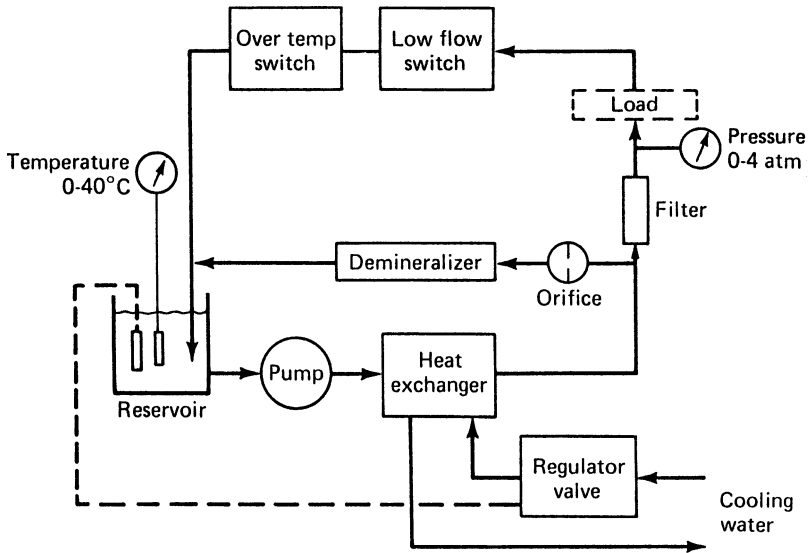 Over temp
switch
Low flow
switch
Load
Temperature
0-40°C
Pressure
0-4 atm
Filter
Demineralizer
Orifice
Pump
Heat
exchanger
Reservoir
Regulator
valve
Cooling
water